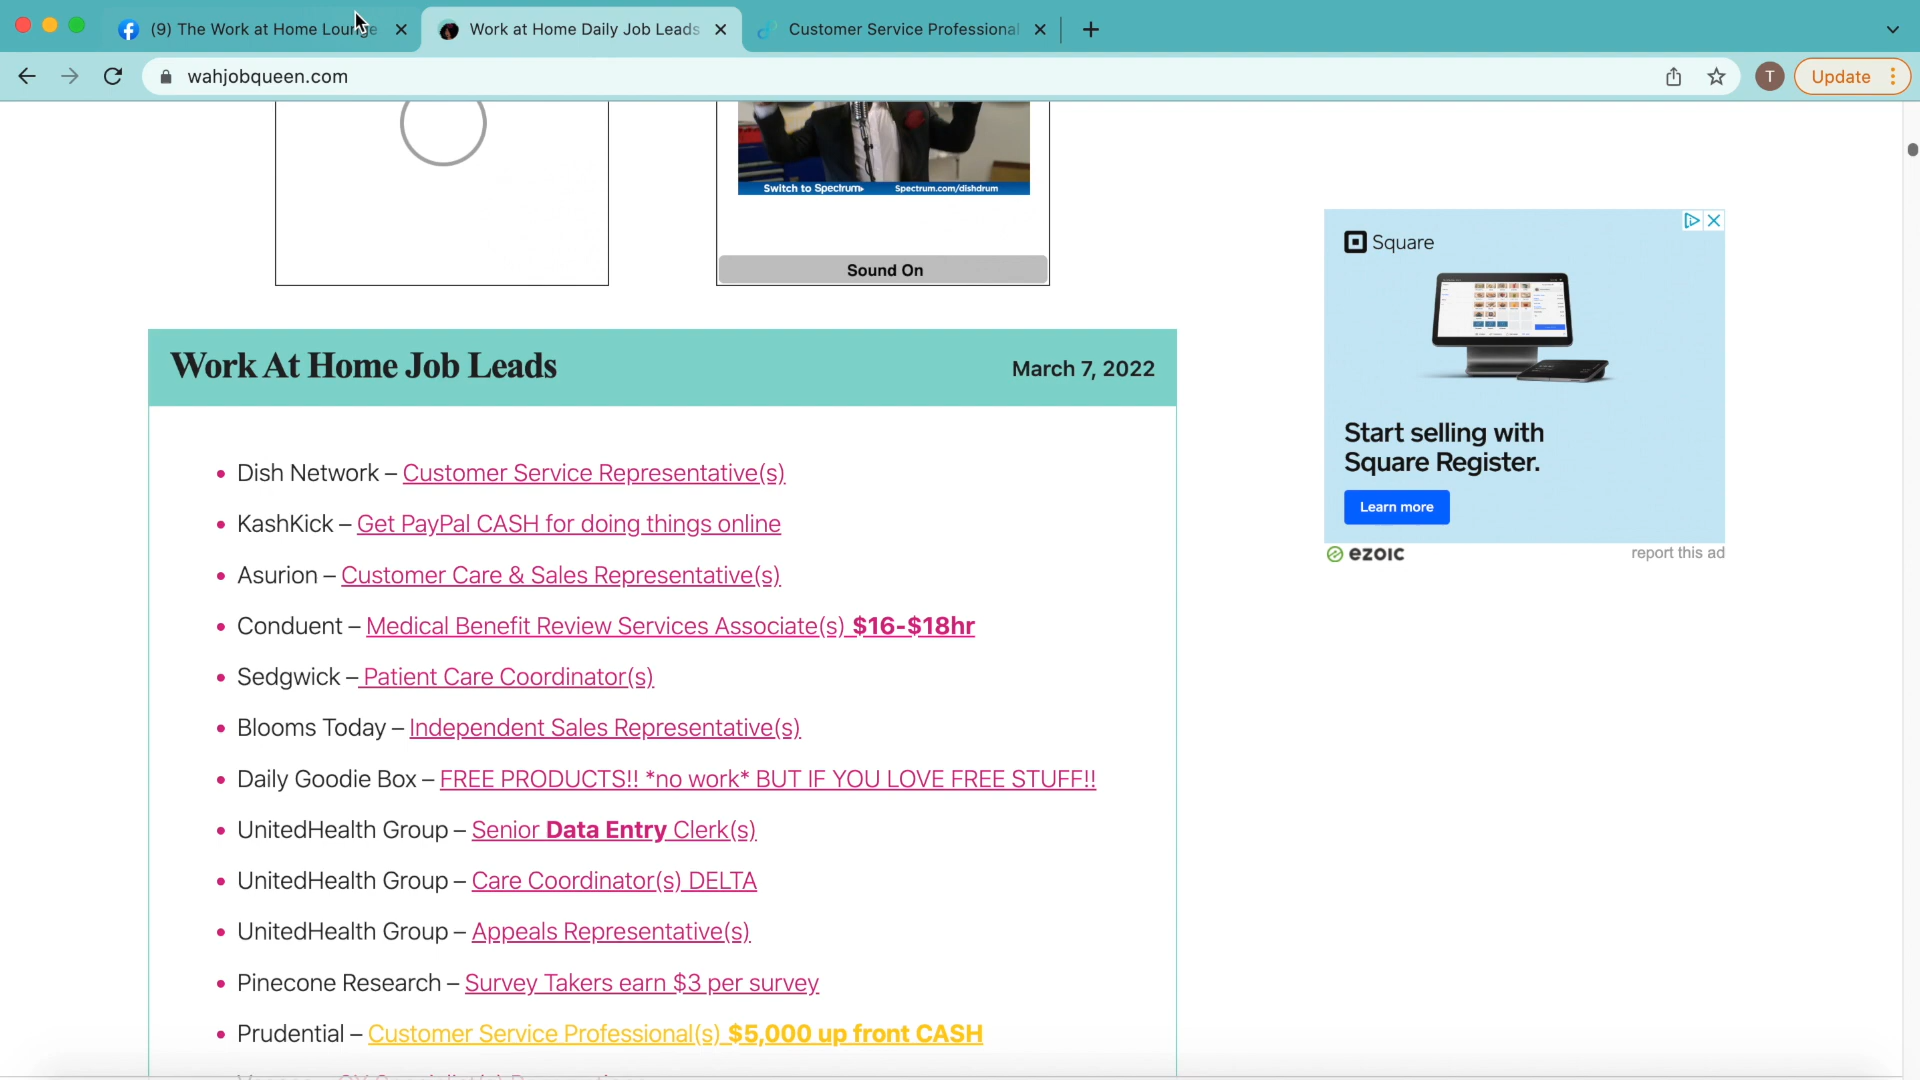 (9) The Work at Home Lounge
Work at Home Daily Job Leads
Customer Service Professional
wahjobqueen.com
T
Update
Switch to Spectrum
Spectrum.com/dishdrum
Sound On
Square
Start selling with
Square Register.
Learn more
ezoic
report this ad
Work At Home Job Leads
March 7, 2022
Dish Network – Customer Service Representative(s)
KashKick – Get PayPal CASH for doing things online
Asurion – Customer Care & Sales Representative(s)
Conduent – Medical Benefit Review Services Associate(s) $16-$18hr
Sedgwick – Patient Care Coordinator(s)
Blooms Today – Independent Sales Representative(s)
Daily Goodie Box – FREE PRODUCTS!! *no work* BUT IF YOU LOVE FREE STUFF!!
UnitedHealth Group – Senior Data Entry Clerk(s)
UnitedHealth Group – Care Coordinator(s) DELTA
UnitedHealth Group – Appeals Representative(s)
Pinecone Research – Survey Takers earn $3 per survey
Prudential – Customer Service Professional(s) $5,000 up front CASH